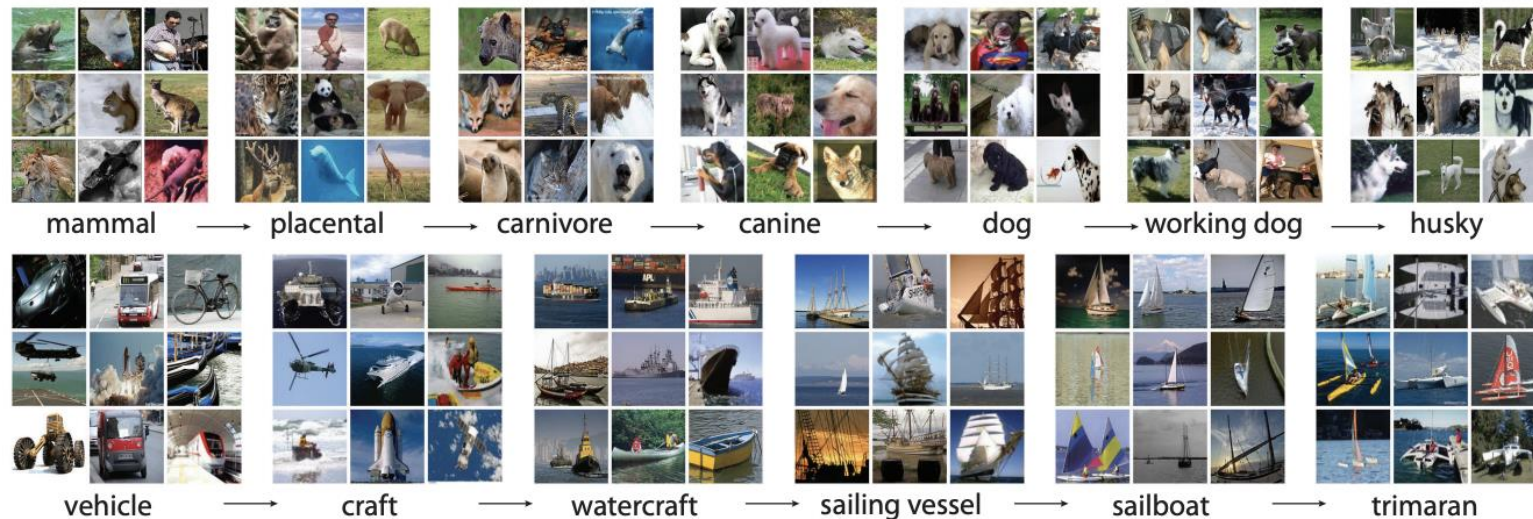 mammal → placental → carnivore → canine → dog → working dog → husky
vehicle → craft → watercraft → sailing vessel → sailboat → trimaran